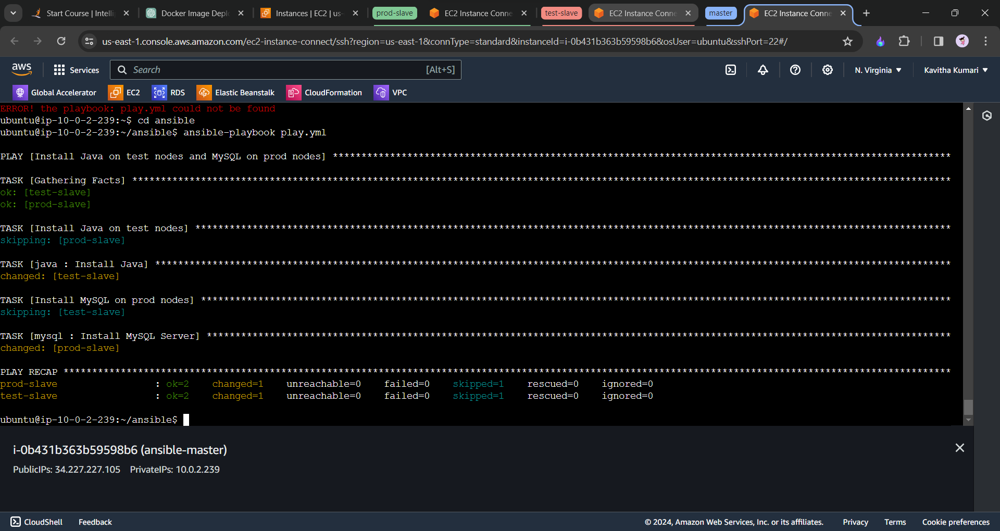 Start Course | Intelli
Docker Image Depl
Instances | EC2 | us-
prod-slave
EC2 Instance Conne
test-slave
EC2 Instance Conne
master
EC2 Instance Conne
us-east-1.console.aws.amazon.com/ec2-instance-connect/ssh?region=us-east-1&connType=standard&instanceId=i-0b431b363b59598b6&osUser=ubuntu&sshPort=22#/
aws
Services
Search
[Alt+S]
N. Virginia
Kavitha Kumari
Global Accelerator
EC2
RDS
Elastic Beanstalk
CloudFormation
VPC
ERROR! the playbook: play.yml could not be found
ubuntu@ip-10-0-2-239:~$ cd ansible
ubuntu@ip-10-0-2-239:~/ansible$ ansible-playbook play.yml
PLAY [Install Java on test nodes and MySQL on prod nodes] ************************************************************************************************************
TASK [Gathering Facts] ***********************************************************************************************************************************************
ok: [test-slave]
ok: [prod-slave]
TASK [Install Java on test nodes] ************************************************************************************************************************************
skipping: [prod-slave]
TASK [java : Install Java] *******************************************************************************************************************************************
changed: [test-slave]
TASK [Install MySQL on prod nodes] ***********************************************************************************************************************************
skipping: [test-slave]
TASK [mysql : Install MySQL Server] **********************************************************************************************************************************
changed: [prod-slave]
PLAY RECAP ***********************************************************************************************************************************************************
prod-slave : ok=2 changed=1 unreachable=0 failed=0 skipped=1 rescued=0 ignored=0
test-slave : ok=2 changed=1 unreachable=0 failed=0 skipped=1 rescued=0 ignored=0
ubuntu@ip-10-0-2-239:~/ansible$
i-0b431b363b59598b6 (ansible-master)
PublicIPs: 34.227.227.105 PrivateIPs: 10.0.2.239
CloudShell
Feedback
© 2024, Amazon Web Services, Inc. or its affiliates.
Privacy
Terms
Cookie preferences